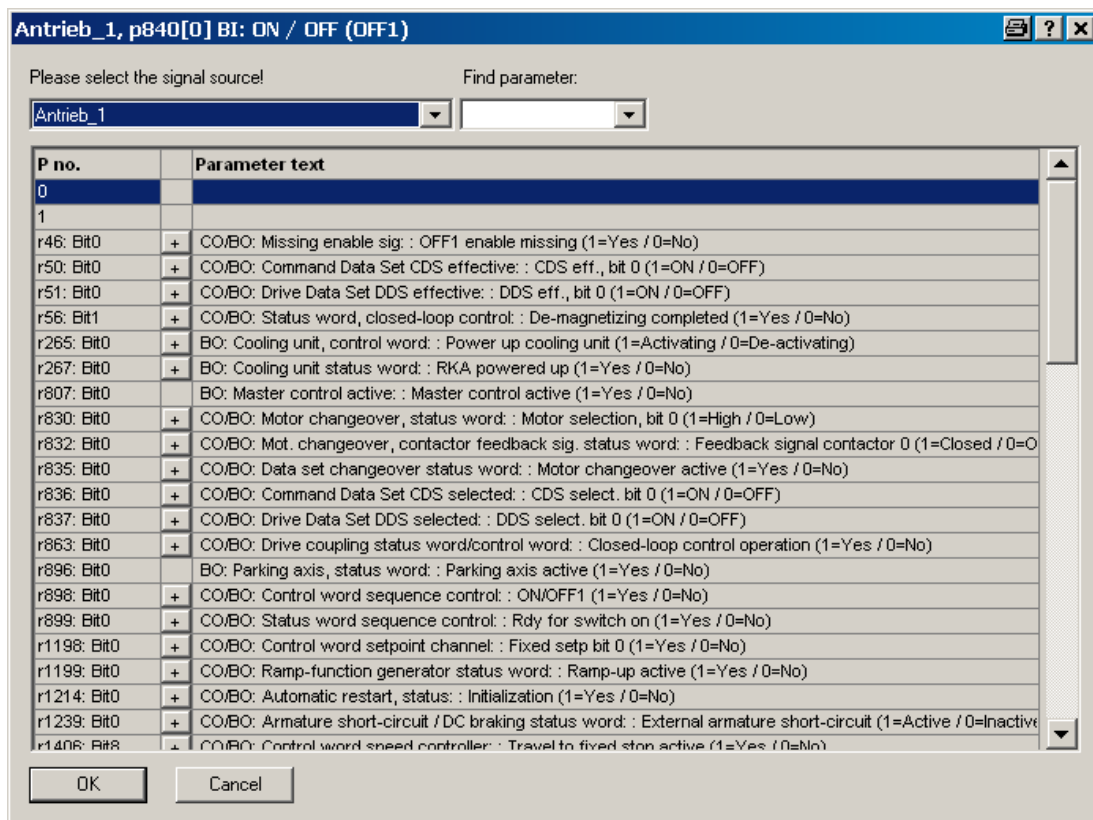 Antrieb_1, p840[0] BI: ON / OFF (OFF1)
Please select the signal source! Find parameter:
Antrieb_1
P no. Parameter text
0
1
r46: Bit0 + CO/BO: Missing enable sig: : OFF1 enable missing (1=Yes / 0=No)
r50: Bit0 + CO/BO: Command Data Set CDS effective: : CDS eff., bit 0 (1=ON / 0=OFF)
r51: Bit0 + CO/BO: Drive Data Set DDS effective: : DDS eff., bit 0 (1=ON / 0=OFF)
r56: Bit1 + CO/BO: Status word, closed-loop control: : De-magnetizing completed (1=Yes / 0=No)
r265: Bit0 + BO: Cooling unit, control word: : Power up cooling unit (1=Activating / 0=De-activating)
r267: Bit0 + BO: Cooling unit status word: : RKA powered up (1=Yes / 0=No)
r807: Bit0 BO: Master control active: : Master control active (1=Yes / 0=No)
r830: Bit0 + CO/BO: Motor changeover, status word: : Motor selection, bit 0 (1=High / 0=Low)
r832: Bit0 + CO/BO: Mot. changeover, contactor feedback sig. status word: : Feedback signal contactor 0 (1=Closed / 0=O
r835: Bit0 + CO/BO: Data set changeover status word: : Motor changeover active (1=Yes / 0=No)
r836: Bit0 + CO/BO: Command Data Set CDS selected: : CDS select. bit 0 (1=ON / 0=OFF)
r837: Bit0 + CO/BO: Drive Data Set DDS selected: : DDS select. bit 0 (1=ON / 0=OFF)
r863: Bit0 + CO/BO: Drive coupling status word/control word: : Closed-loop control operation (1=Yes / 0=No)
r896: Bit0 BO: Parking axis, status word: : Parking axis active (1=Yes / 0=No)
r898: Bit0 + CO/BO: Control word sequence control: : ON/OFF1 (1=Yes / 0=No)
r899: Bit0 + CO/BO: Status word sequence control: : Rdy for switch on (1=Yes / 0=No)
r1198: Bit0 + CO/BO: Control word setpoint channel: : Fixed setp bit 0 (1=Yes / 0=No)
r1199: Bit0 + CO/BO: Ramp-function generator status word: : Ramp-up active (1=Yes / 0=No)
r1214: Bit0 + CO/BO: Automatic restart, status: : Initialization (1=Yes / 0=No)
r1239: Bit0 + CO/BO: Armature short-circuit / DC braking status word: : External armature short-circuit (1=Active / 0=Inactive
r1406: Bit8 + CO/BO: Control word speed controller: : Travel to fixed stop active (1=Yes / 0=No)
OK Cancel